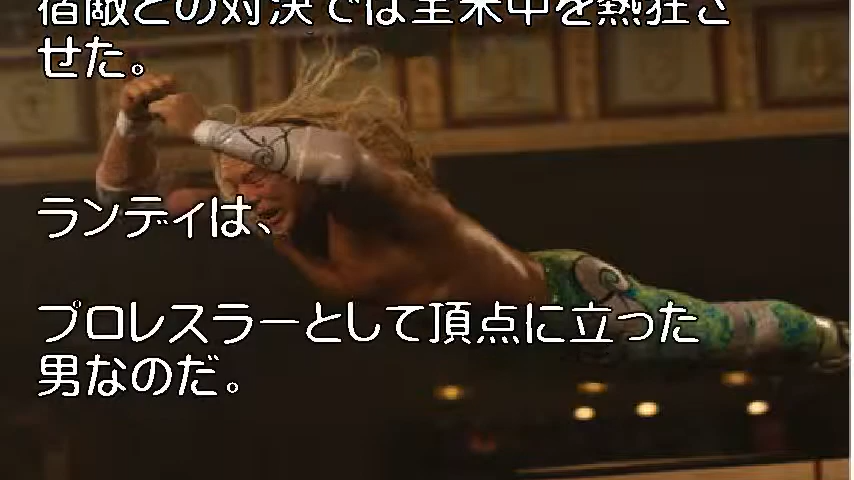 宿敵との対決では全米中を熱狂さ
せた。
ランディは、
プロレスラーとして頂点に立った
男なのだ。